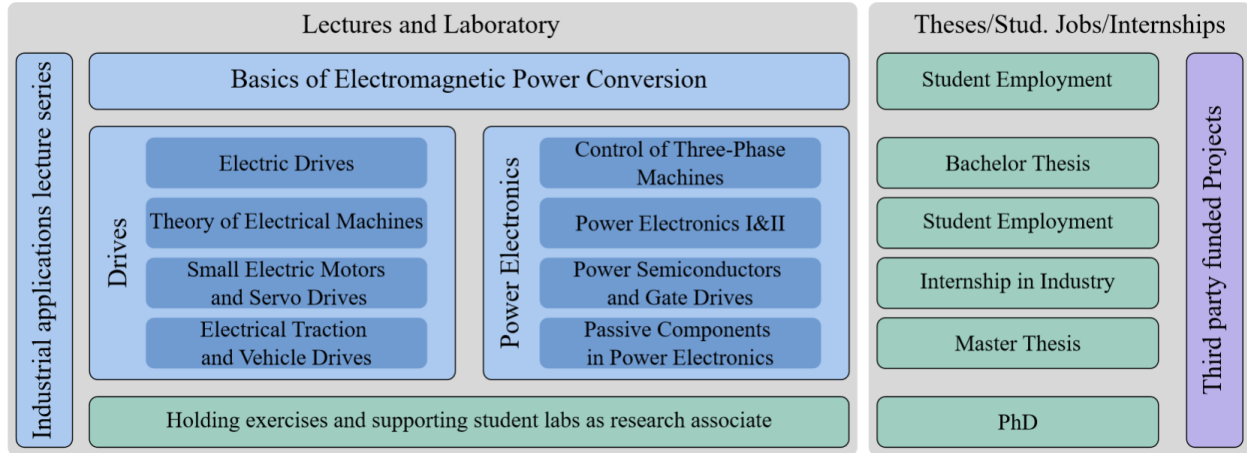 Lectures and Laboratory
Industrial applications lecture series
Basics of Electromagnetic Power Conversion
Drives
Electric Drives
Theory of Electrical Machines
Small Electric Motors
and Servo Drives
Electrical Traction
and Vehicle Drives
Power Electronics
Control of Three-Phase
Machines
Power Electronics I&II
Power Semiconductors
and Gate Drives
Passive Components
in Power Electronics
Holding exercises and supporting student labs as research associate
Theses/Stud. Jobs/Internships
Student Employment
Bachelor Thesis
Student Employment
Internship in Industry
Master Thesis
PhD
Third party funded Projects